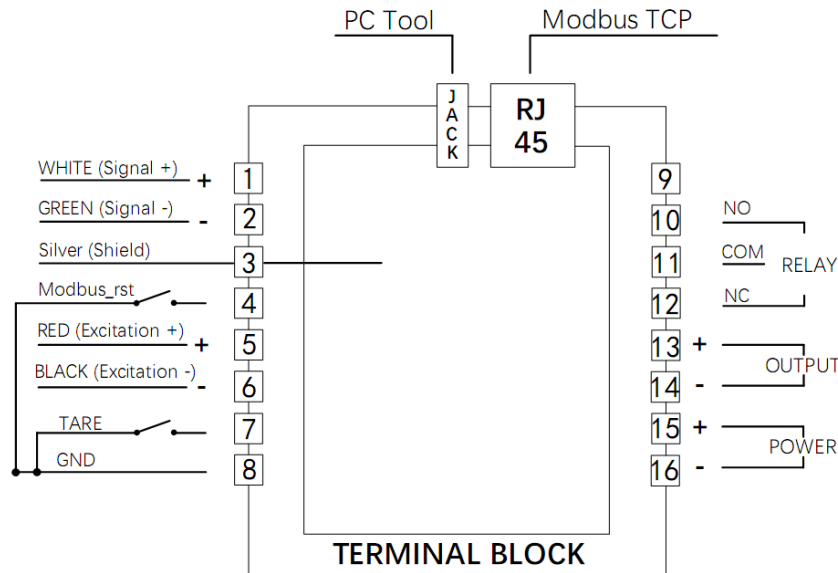 PC Tool
Modbus TCP
JACK
RJ
45
WHITE (Signal +)
+
1
GREEN (Signal -)
-
2
Silver (Shield)
3
Modbus_rst
4
RED (Excitation +)
+
5
BLACK (Excitation -)
-
6
TARE
7
GND
8
9
10
NO
11
COM
RELAY
12
NC
13
+
OUTPUT
14
-
15
+
POWER
16
-
TERMINAL BLOCK